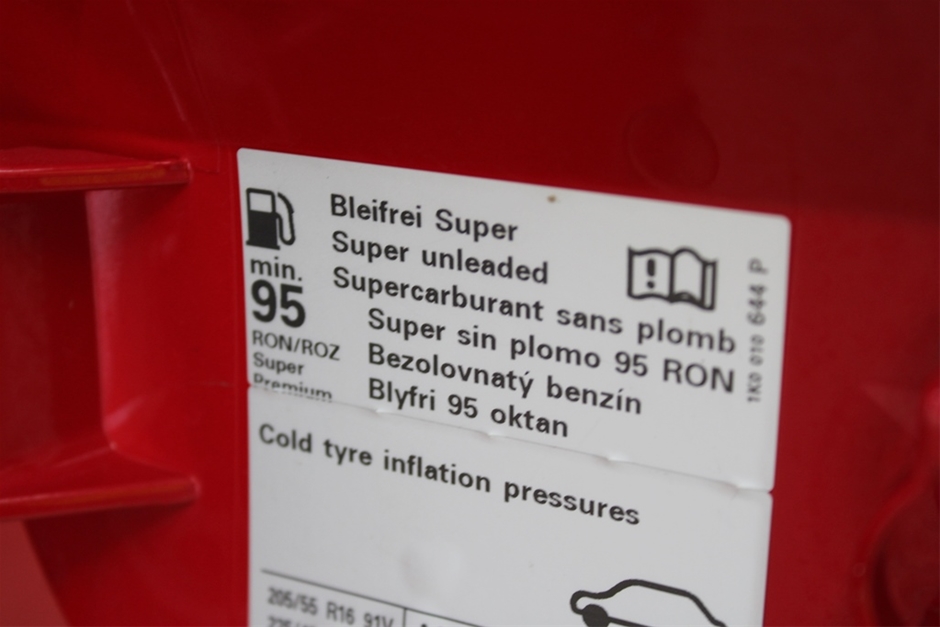 Bleifrei Super
Super unleaded
Supercarburant sans plomb
Super sin plomo 95 RON
Bezolovnatý benzín
Blyfri 95 oktan
min.
95
RON/ROZ
Super
Premium
1K0 010 644 P
Cold tyre inflation pressures
205/55 R16 91V